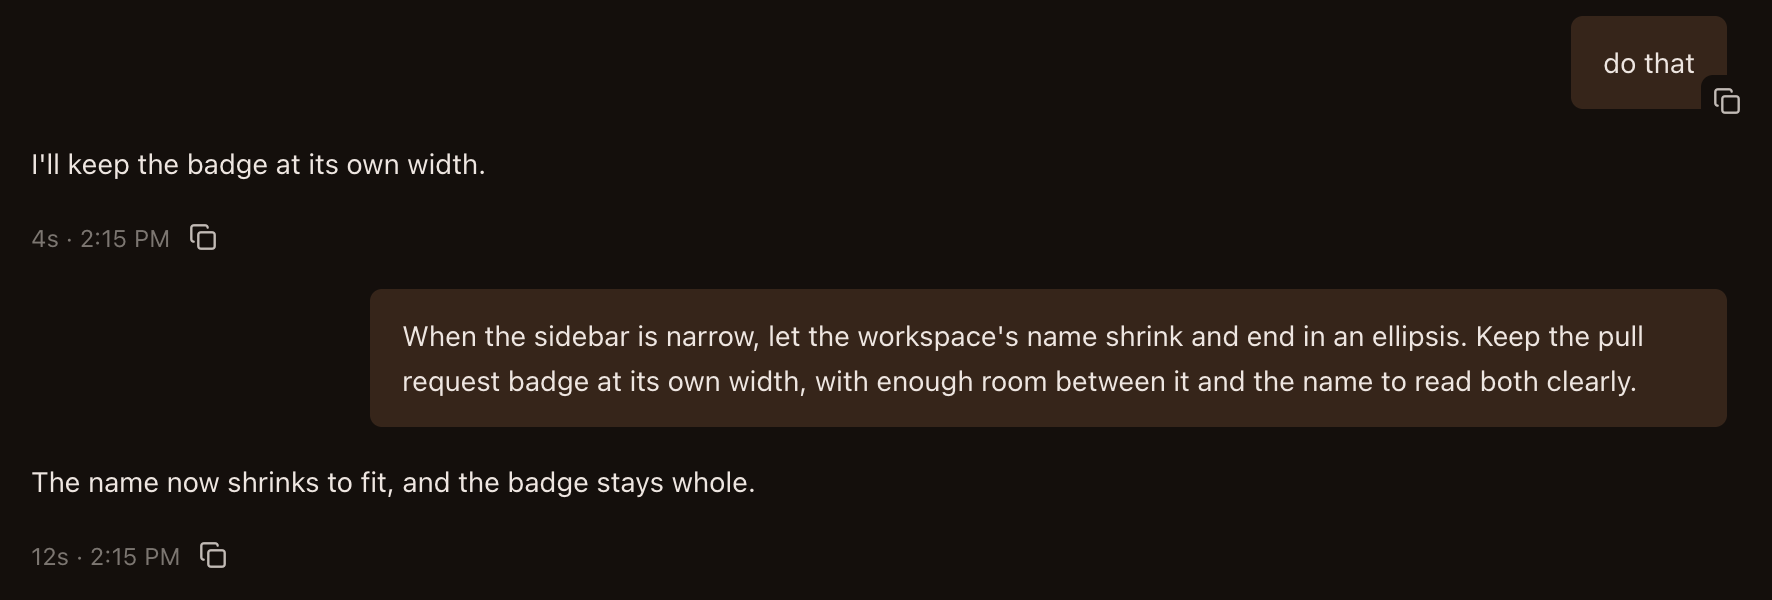 do that
I'll keep the badge at its own width.
4s · 2:15 PM
When the sidebar is narrow, let the workspace's name shrink and end in an ellipsis. Keep the pull
request badge at its own width, with enough room between it and the name to read both clearly.
The name now shrinks to fit, and the badge stays whole.
12s · 2:15 PM